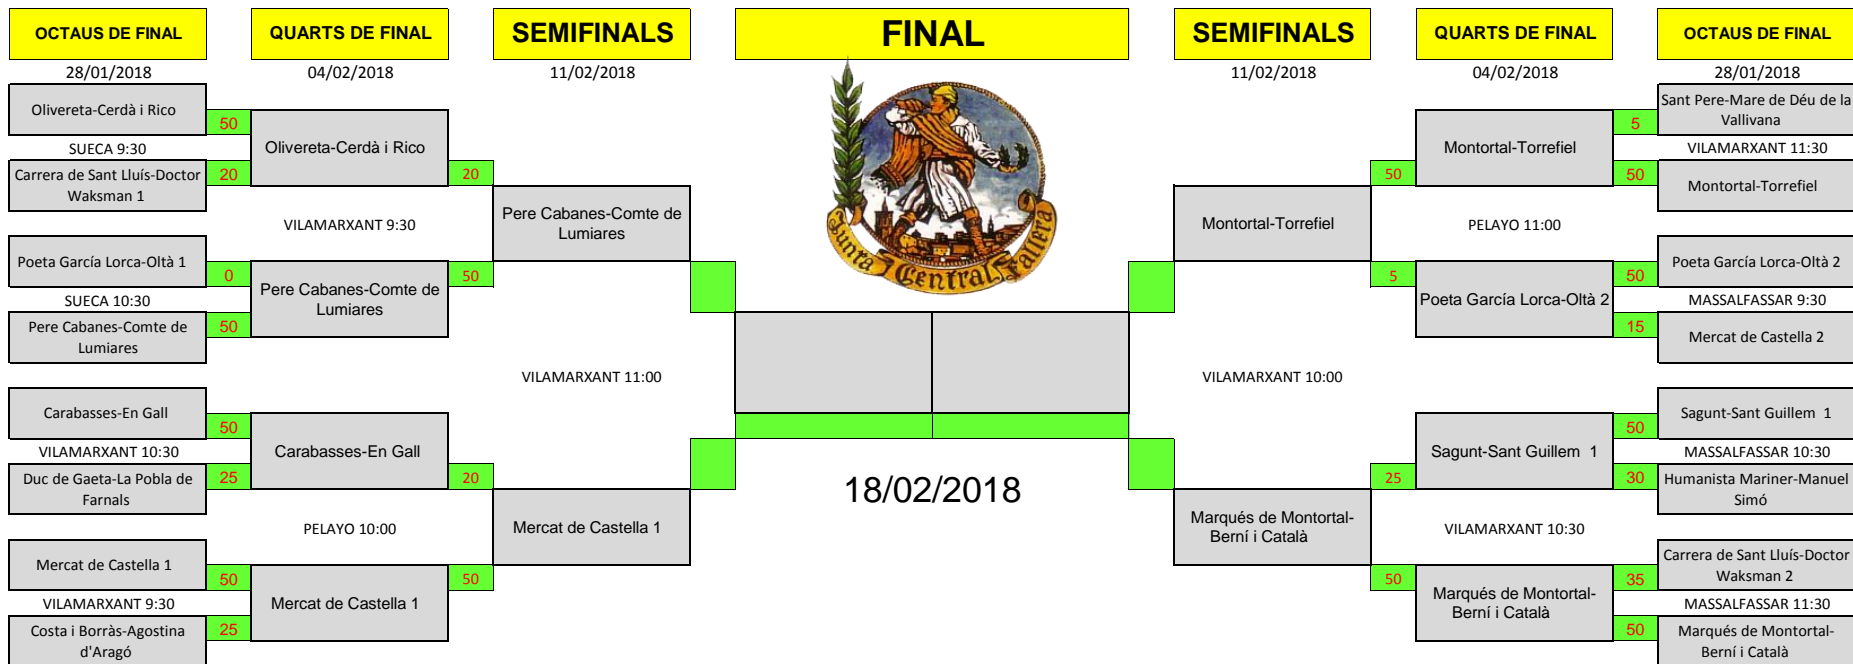 OCTAUS DE FINAL
QUARTS DE FINAL
SEMIFINALS
FINAL
SEMIFINALS
QUARTS DE FINAL
OCTAUS DE FINAL
28/01/2018
04/02/2018
11/02/2018
11/02/2018
04/02/2018
28/01/2018
Olivereta-Cerdà i Rico
50
SUECA 9:30
Carrera de Sant Lluís-Doctor
Waksman 1
20
Poeta García Lorca-Oltà 1
0
SUECA 10:30
Pere Cabanes-Comte de
Lumiares
50
Carabasses-En Gall
50
VILAMARXANT 10:30
Duc de Gaeta-La Pobla de
Farnals
25
Mercat de Castella 1
50
VILAMARXANT 9:30
Costa i Borràs-Agostina
d'Aragó
25
Olivereta-Cerdà i Rico
20
VILAMARXANT 9:30
Pere Cabanes-Comte de
Lumiares
50
Carabasses-En Gall
20
PELAYO 10:00
Mercat de Castella 1
50
Pere Cabanes-Comte de
Lumiares
VILAMARXANT 11:00
Mercat de Castella 1
Junta Central Fallera
18/02/2018
Montortal-Torrefiel
VILAMARXANT 10:00
Marqués de Montortal-
Berní i Català
50
Montortal-Torrefiel
PELAYO 11:00
5
Poeta García Lorca-Oltà 2
25
Sagunt-Sant Guillem 1
VILAMARXANT 10:30
50
Marqués de Montortal-
Berní i Català
5
Sant Pere-Mare de Déu de la
Vallivana
VILAMARXANT 11:30
50
Montortal-Torrefiel
50
Poeta García Lorca-Oltà 2
MASSALFASSAR 9:30
15
Mercat de Castella 2
50
Sagunt-Sant Guillem 1
MASSALFASSAR 10:30
30
Humanista Mariner-Manuel
Simó
35
Carrera de Sant Lluís-Doctor
Waksman 2
MASSALFASSAR 11:30
50
Marqués de Montortal-
Berní i Català